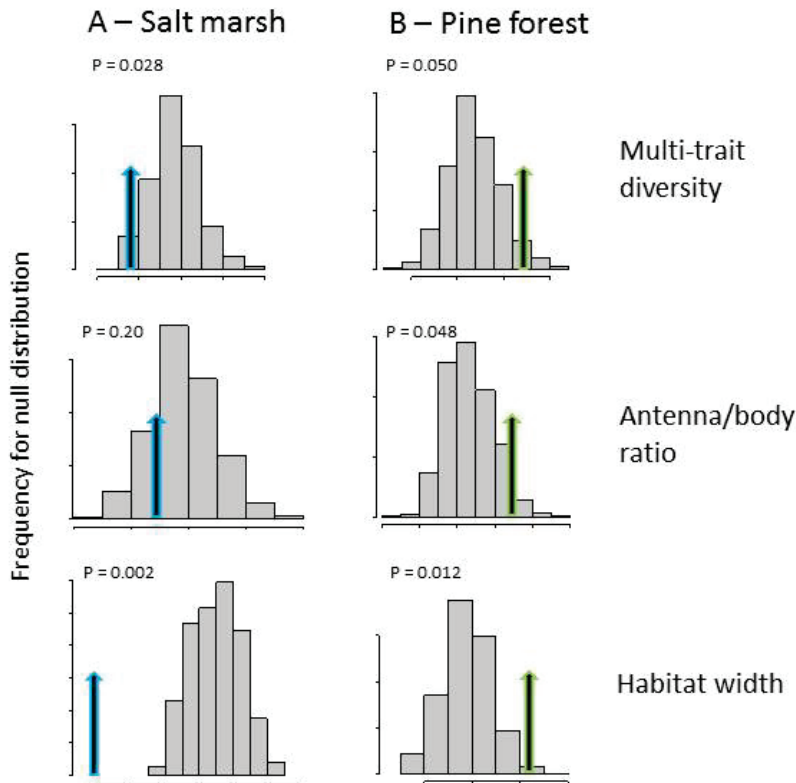 A – Salt marsh
B – Pine forest
P = 0.028
P = 0.050
Multi-trait
diversity
Frequency for null distribution
P = 0.20
P = 0.048
Antenna/body
ratio
P = 0.002
P = 0.012
Habitat width